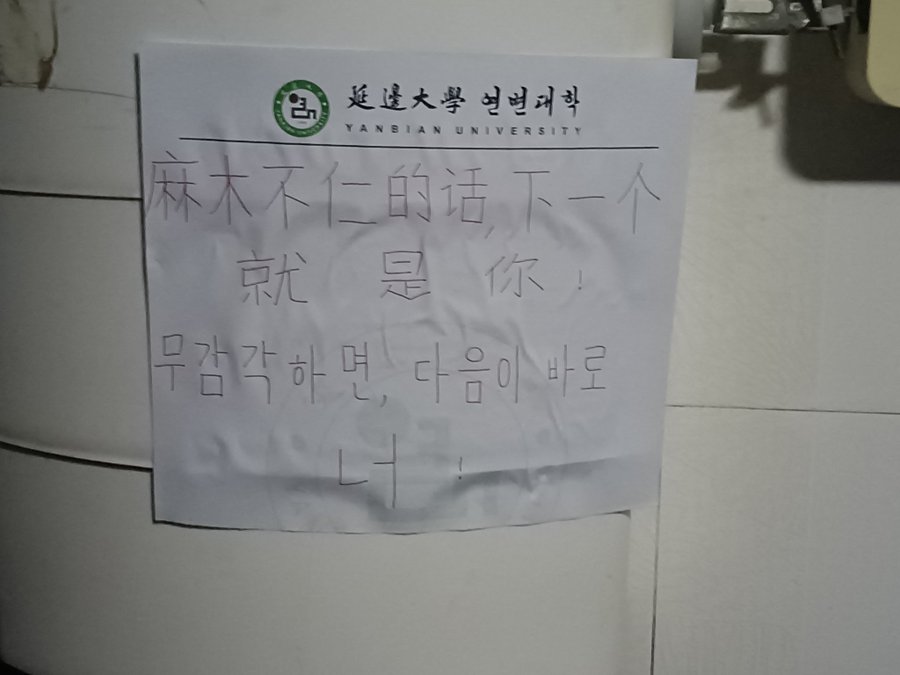 延邊大學 연변대학
YANBIAN UNIVERSITY
麻木不仁的话,下一个
就是你!
무감각하면, 다음이 바로
너!